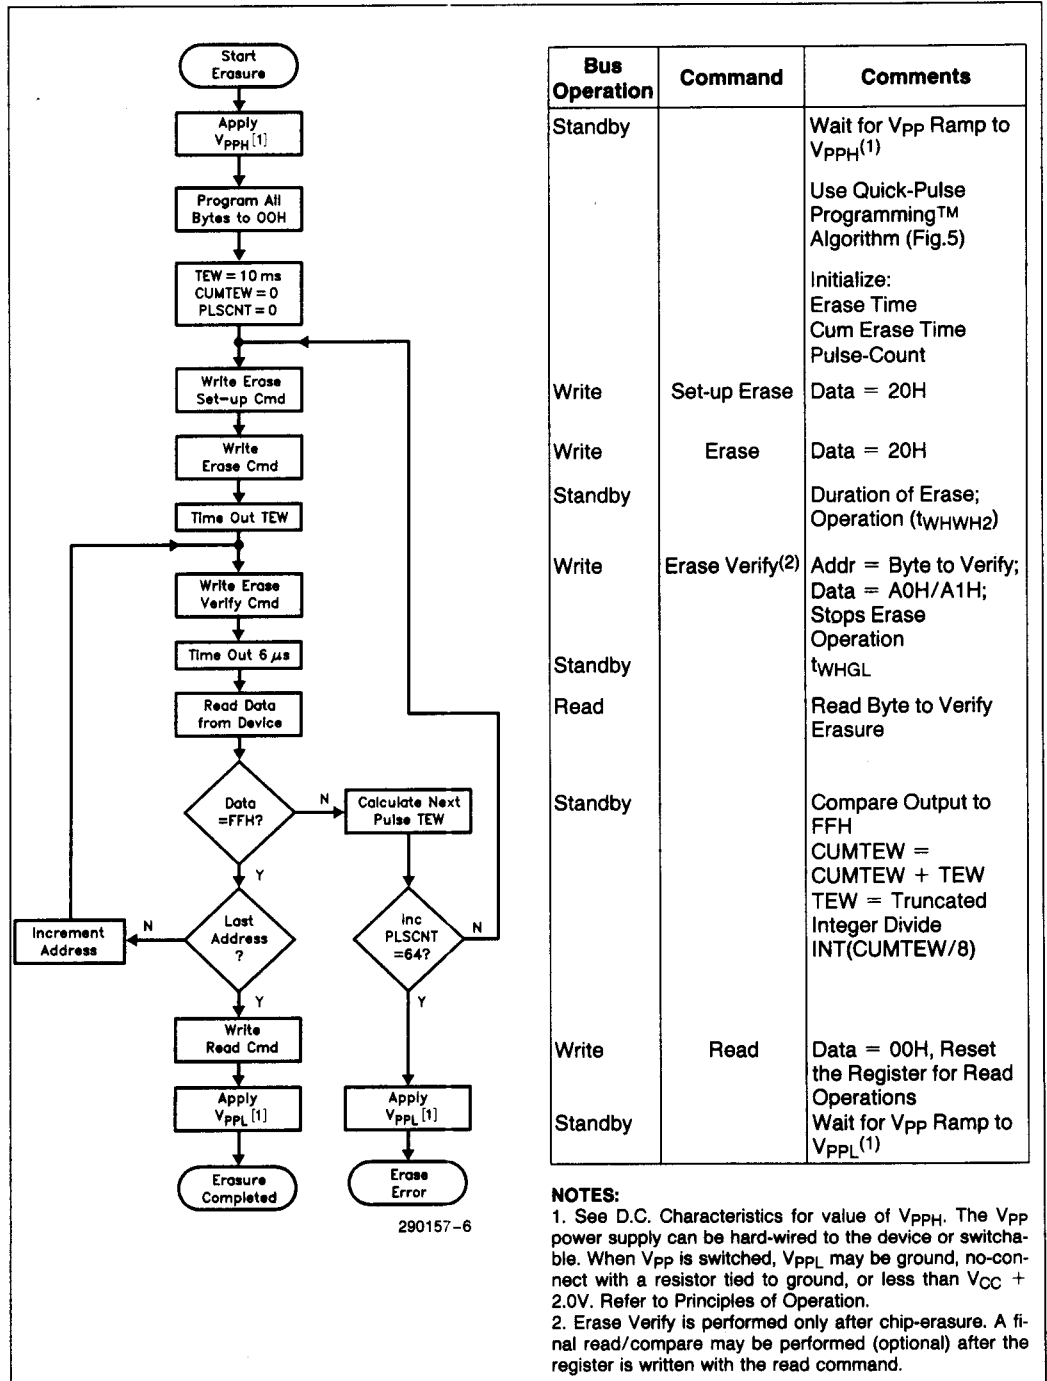 Start
Erasure
Apply
VPPH[1]
Program All
Bytes to 00H
TEW = 10 ms
CUMTEW = 0
PLSCNT = 0
Write Erase
Set-up Cmd
Write
Erase Cmd
Time Out TEW
Write Erase
Verify Cmd
Time Out 6 μs
Read Data
from Device
Data
=FFH?
N
Calculate Next
Pulse TEW
Y
Last
Address
?
N
Increment
Address
Inc
PLSCNT
=64?
N
Y
Y
Write
Read Cmd
Apply
VPPL[1]
Apply
VPPL[1]
Erasure
Completed
Erase
Error
290157-6
Bus
Operation
Command
Comments
Standby
Wait for VPP Ramp to
VPPH(1)
Use Quick-Pulse
Programming™
Algorithm (Fig.5)
Initialize:
Erase Time
Cum Erase Time
Pulse-Count
Write Set-up Erase Data = 20H
Write Erase Data = 20H
Standby Duration of Erase;
Operation (tWHWH2)
Write Erase Verify(2) Addr = Byte to Verify;
Data = A0H/A1H;
Stops Erase
Operation
Standby tWHGL
Read Read Byte to Verify
Erasure
Standby Compare Output to
FFH
CUMTEW =
CUMTEW + TEW
TEW = Truncated
Integer Divide
INT(CUMTEW/8)
Write Read Data = 00H, Reset
the Register for Read
Operations
Standby Wait for VPP Ramp to
VPPL(1)
NOTES:
1. See D.C. Characteristics for value of VPPH. The VPP
power supply can be hard-wired to the device or switcha-
ble. When VPP is switched, VPPL may be ground, no-con-
nect with a resistor tied to ground, or less than VCC +
2.0V. Refer to Principles of Operation.
2. Erase Verify is performed only after chip-erasure. A fi-
nal read/compare may be performed (optional) after the
register is written with the read command.